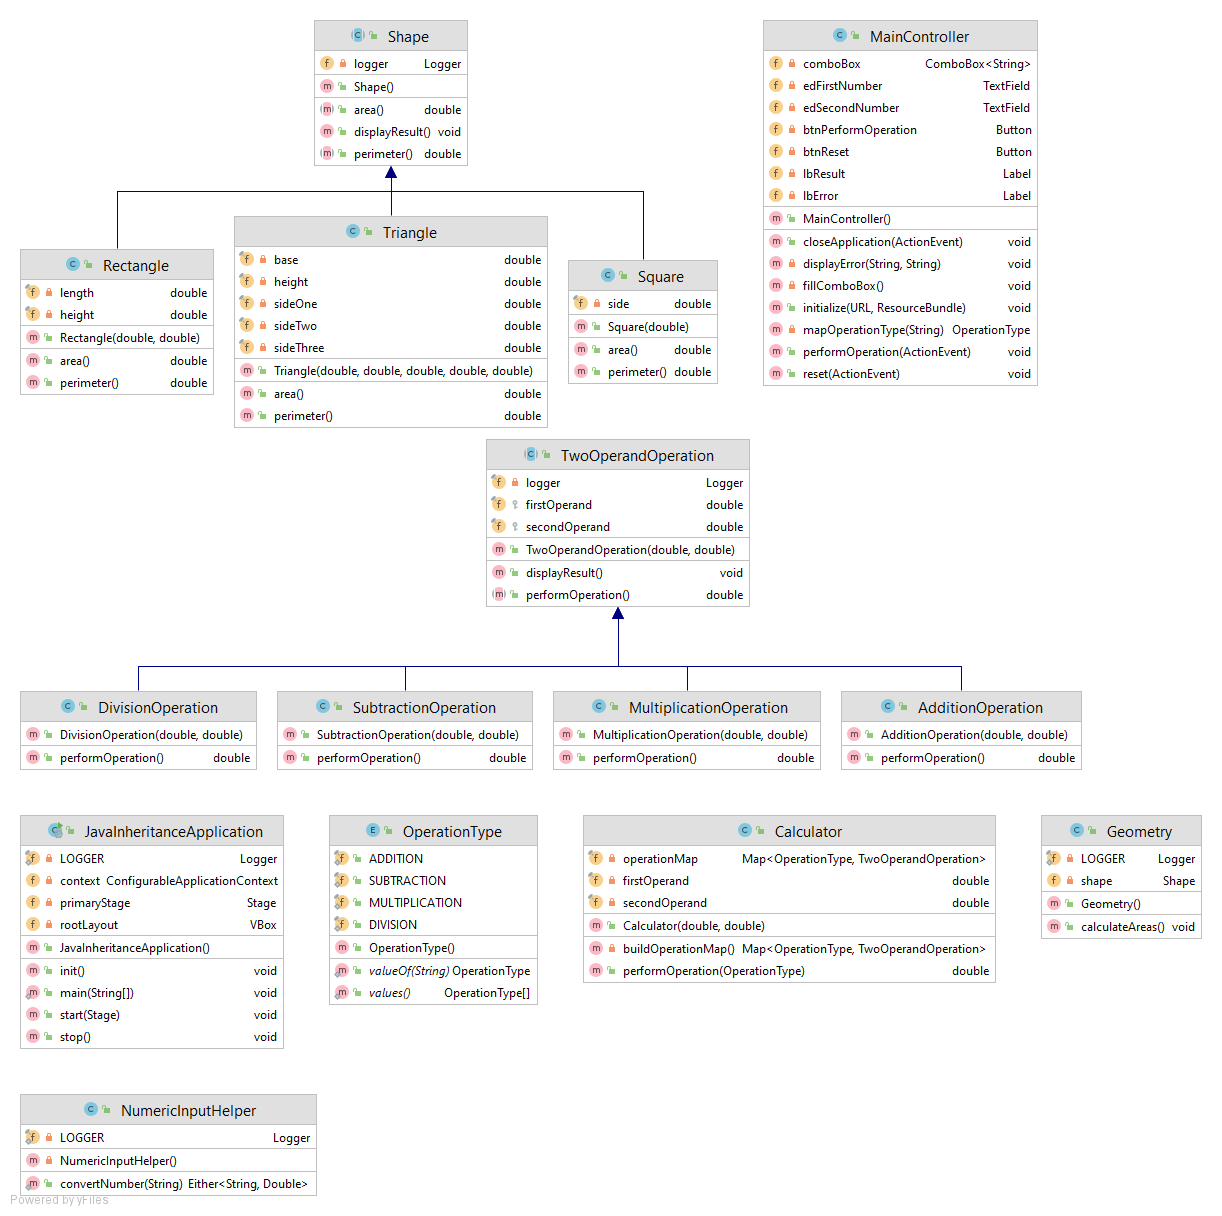 Shape
logger Logger
Shape()
area() double
displayResult() void
perimeter() double
MainController
comboBox ComboBox<String>
edFirstNumber TextField
edSecondNumber TextField
btnPerformOperation Button
btnReset Button
lbResult Label
lbError Label
MainController()
closeApplication(ActionEvent) void
displayError(String, String) void
fillComboBox() void
initialize(URL, ResourceBundle) void
mapOperationType(String) OperationType
performOperation(ActionEvent) void
reset(ActionEvent) void
Rectangle
length double
height double
Rectangle(double, double)
area() double
perimeter() double
Triangle
base double
height double
sideOne double
sideTwo double
sideThree double
Triangle(double, double, double, double, double)
area() double
perimeter() double
Square
side double
Square(double)
area() double
perimeter() double
TwoOperandOperation
logger Logger
firstOperand double
secondOperand double
TwoOperandOperation(double, double)
displayResult() void
performOperation() double
DivisionOperation
DivisionOperation(double, double)
performOperation() double
SubtractionOperation
SubtractionOperation(double, double)
performOperation() double
MultiplicationOperation
MultiplicationOperation(double, double)
performOperation() double
AdditionOperation
AdditionOperation(double, double)
performOperation() double
JavaInheritanceApplication
LOGGER Logger
context ConfigurableApplicationContext
primaryStage Stage
rootLayout VBox
JavaInheritanceApplication()
init() void
main(String[]) void
start(Stage) void
stop() void
OperationType
ADDITION
SUBTRACTION
MULTIPLICATION
DIVISION
OperationType()
valueOf(String) OperationType
values() OperationType[]
Calculator
operationMap Map<OperationType, TwoOperandOperation>
firstOperand double
secondOperand double
Calculator(double, double)
buildOperationMap() Map<OperationType, TwoOperandOperation>
performOperation(OperationType) double
Geometry
LOGGER Logger
shape Shape
Geometry()
calculateAreas() void
NumericInputHelper
LOGGER Logger
NumericInputHelper()
convertNumber(String) Either<String, Double>
Powered by yFiles